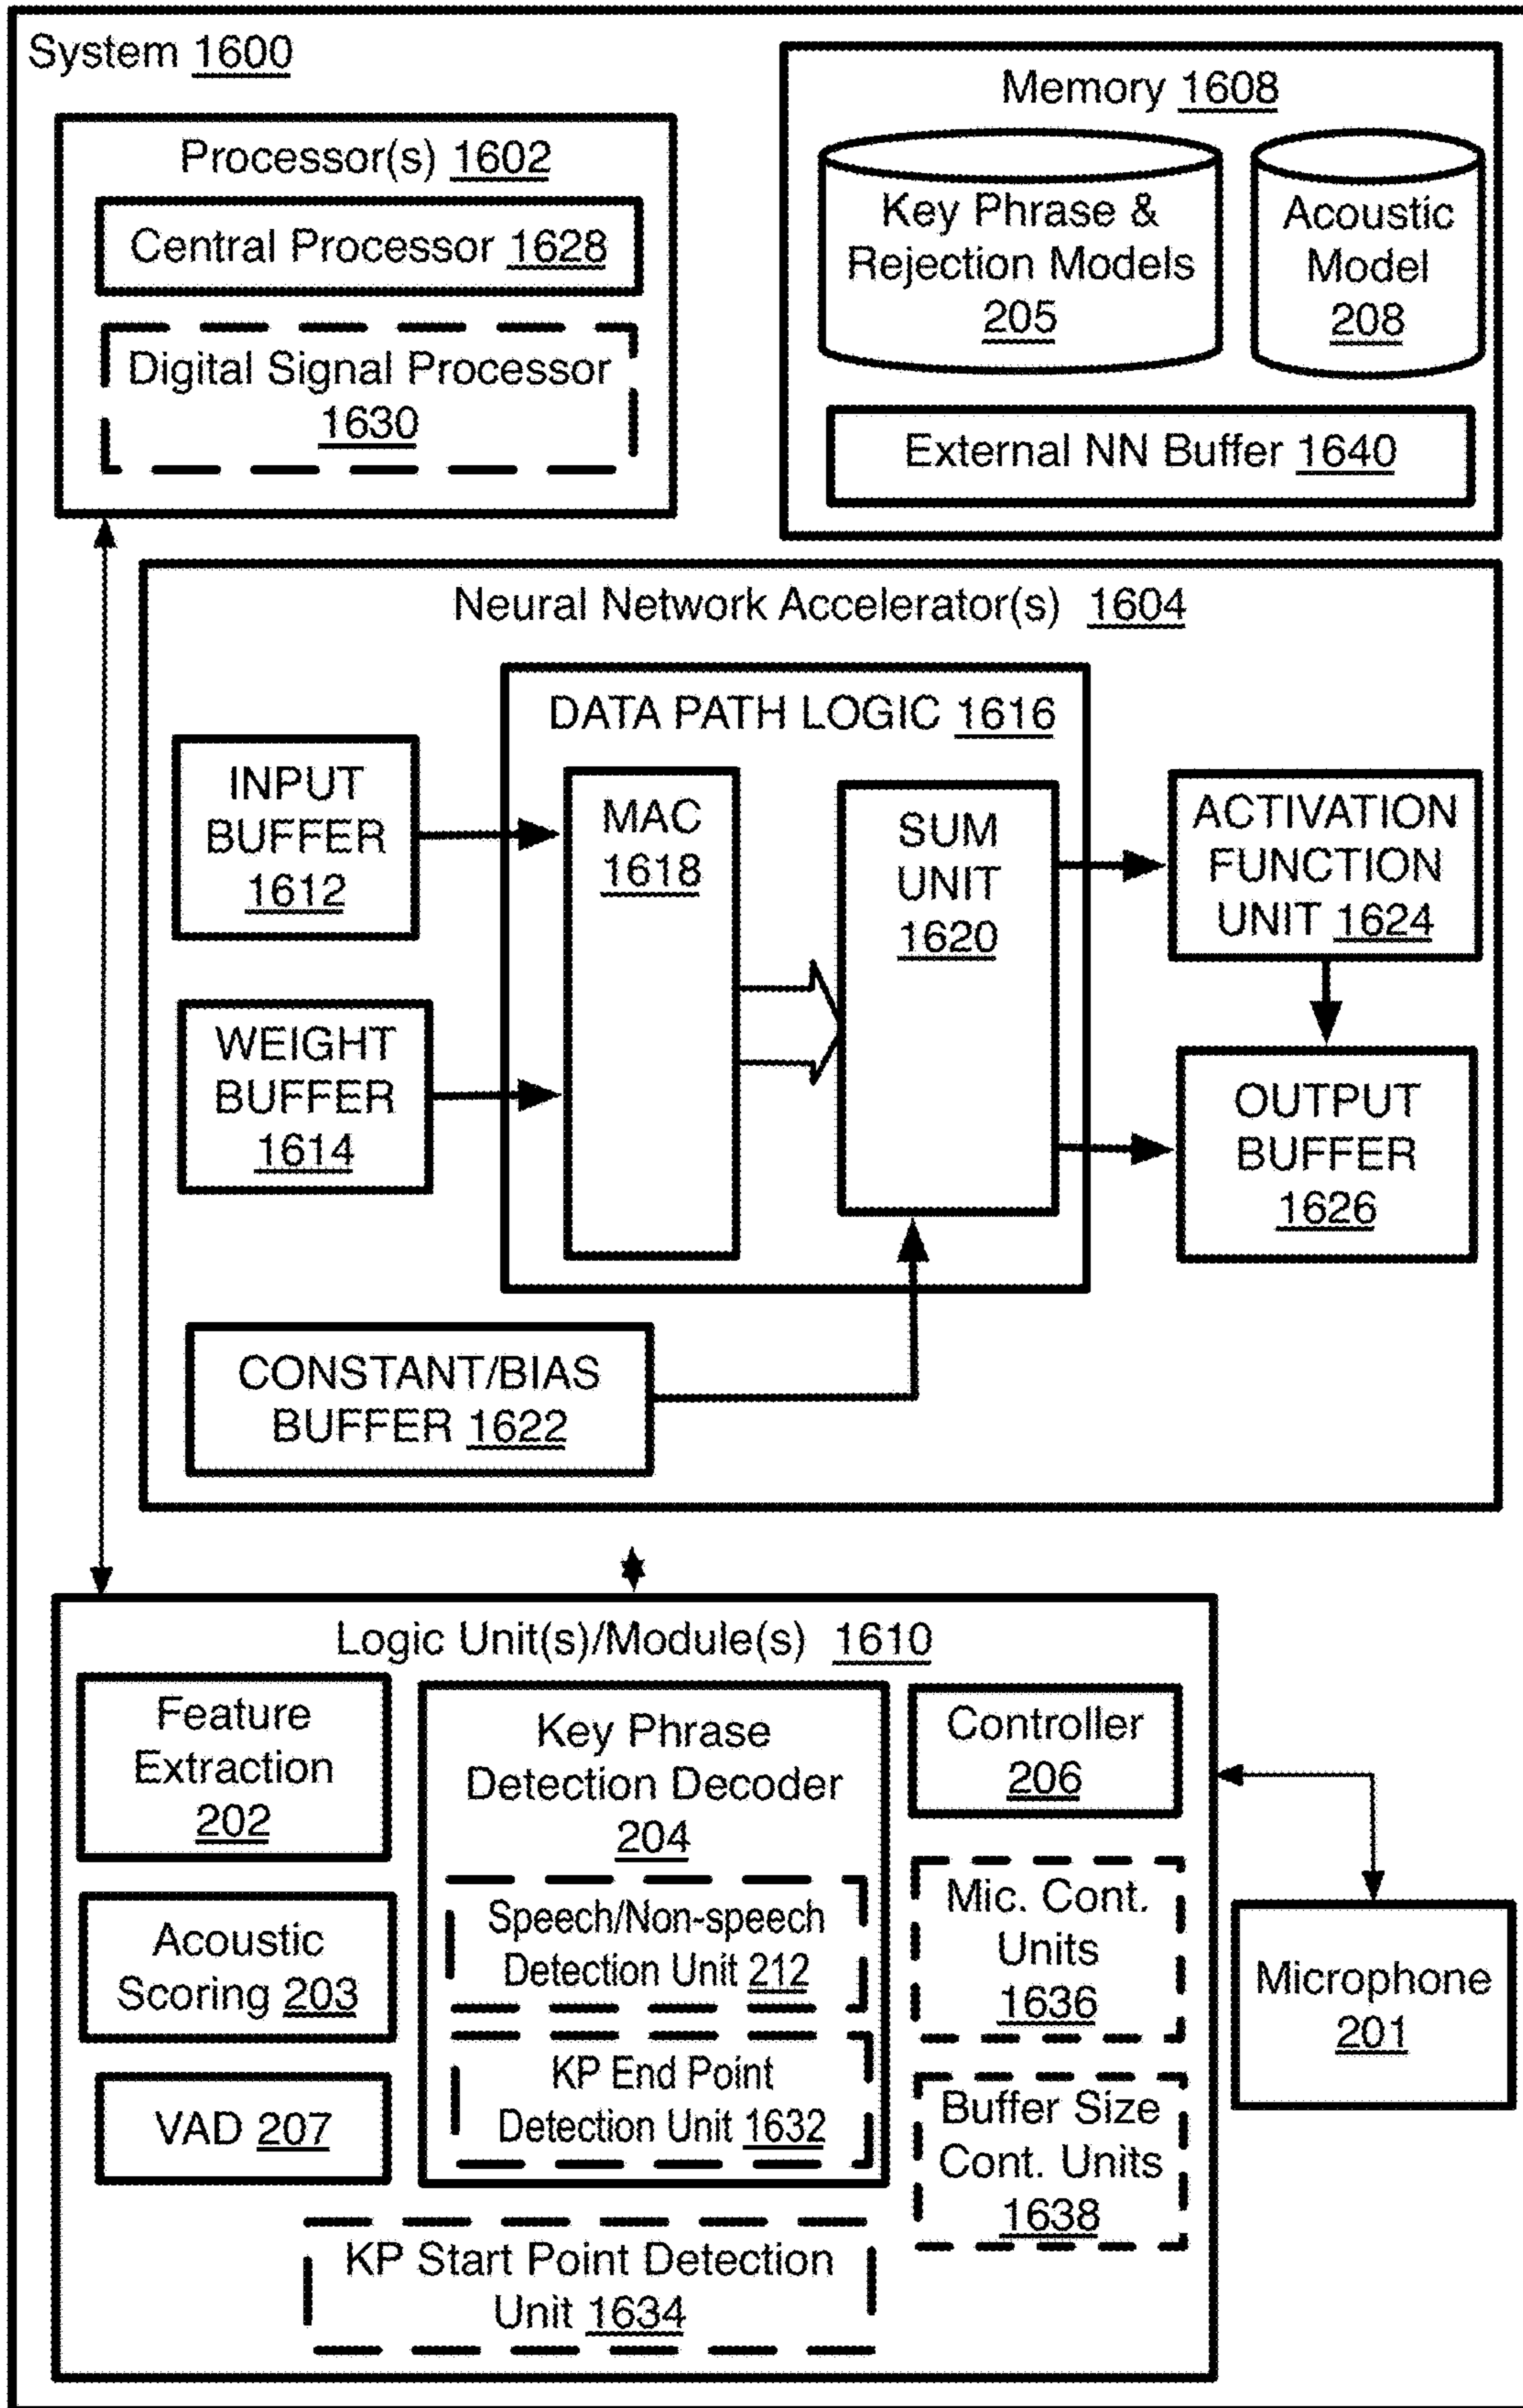 System 1600
Processor(s) 1602
Central Processor 1628
Digital Signal Processor
1630
Memory 1608
Key Phrase &
Rejection Models
205
Acoustic
Model
208
External NN Buffer 1640
Neural Network Accelerator(s) 1604
DATA PATH LOGIC 1616
INPUT
BUFFER
1612
WEIGHT
BUFFER
1614
MAC
1618
SUM
UNIT
1620
ACTIVATION
FUNCTION
UNIT 1624
OUTPUT
BUFFER
1626
CONSTANT/BIAS
BUFFER 1622
Logic Unit(s)/Module(s) 1610
Feature
Extraction
202
Acoustic
Scoring 203
VAD 207
Key Phrase
Detection Decoder
204
Speech/Non-speech
Detection Unit 212
KP End Point
Detection Unit 1632
KP Start Point Detection
Unit 1634
Controller
206
Mic. Cont.
Units
1636
Buffer Size
Cont. Units
1638
Microphone
201